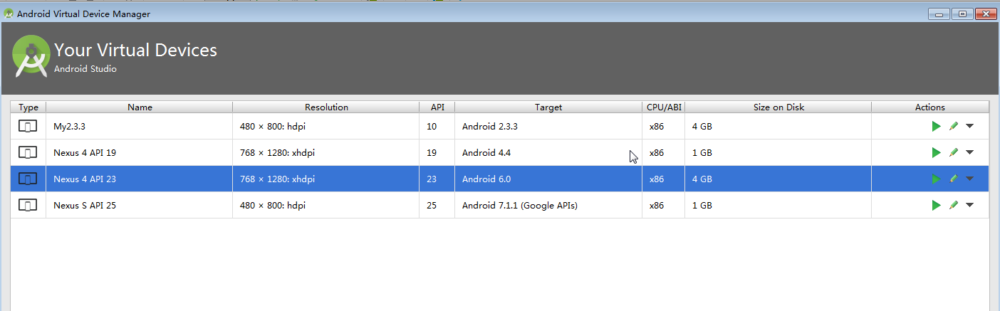 Android Virtual Device Manager
Your Virtual Devices
Android Studio
Type Name Resolution API Target CPU/ABI Size on Disk Actions
My2.3.3 480 × 800: hdpi 10 Android 2.3.3 x86 4 GB
Nexus 4 API 19 768 × 1280: xhdpi 19 Android 4.4 x86 1 GB
Nexus 4 API 23 768 × 1280: xhdpi 23 Android 6.0 x86 4 GB
Nexus S API 25 480 × 800: hdpi 25 Android 7.1.1 (Google APIs) x86 1 GB